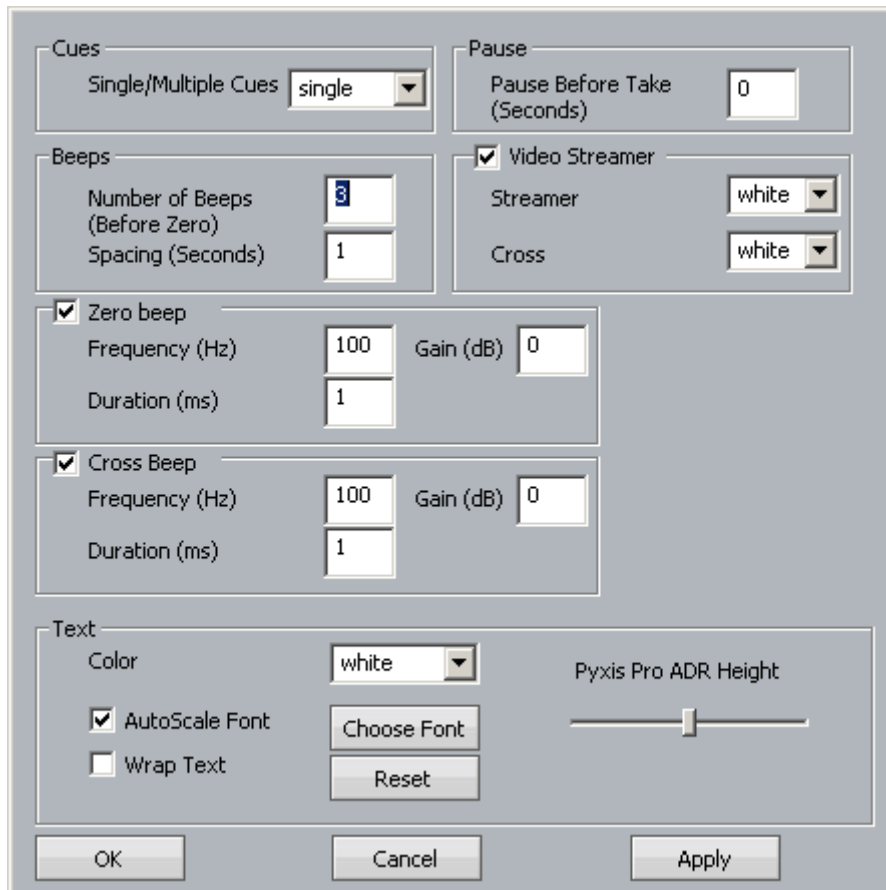 Cues
Single/Multiple Cues single
Pause
Pause Before Take 0
(Seconds)
Beeps
Number of Beeps 3
(Before Zero)
Spacing (Seconds) 1
Video Streamer
Streamer white
Cross white
Zero beep
Frequency (Hz) 100 Gain (dB) 0
Duration (ms) 1
Cross Beep
Frequency (Hz) 100 Gain (dB) 0
Duration (ms) 1
Text
Color white
Pyxis Pro ADR Height
AutoScale Font Choose Font
Wrap Text Reset
OK Cancel Apply